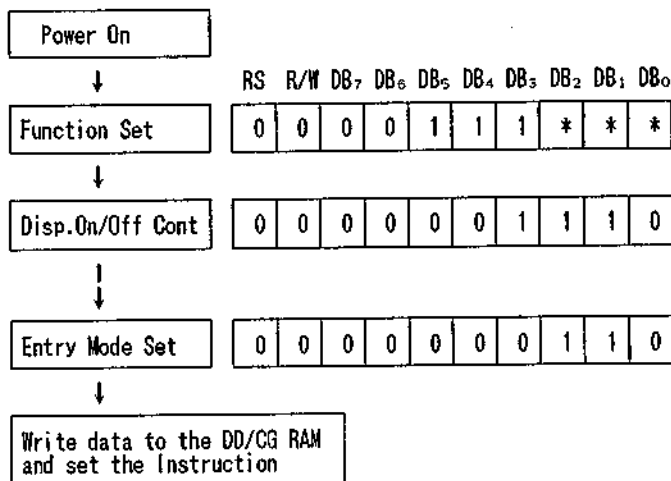 Power On
RS R/W DB₇ DB₆ DB₅ DB₄ DB₃ DB₂ DB₁ DB₀
Function Set 0 0 0 0 1 1 1 * * *
Disp.On/Off Cont 0 0 0 0 0 0 1 1 1 0
Entry Mode Set 0 0 0 0 0 0 0 1 1 0
Write data to the DD/CG RAM
and set the Instruction